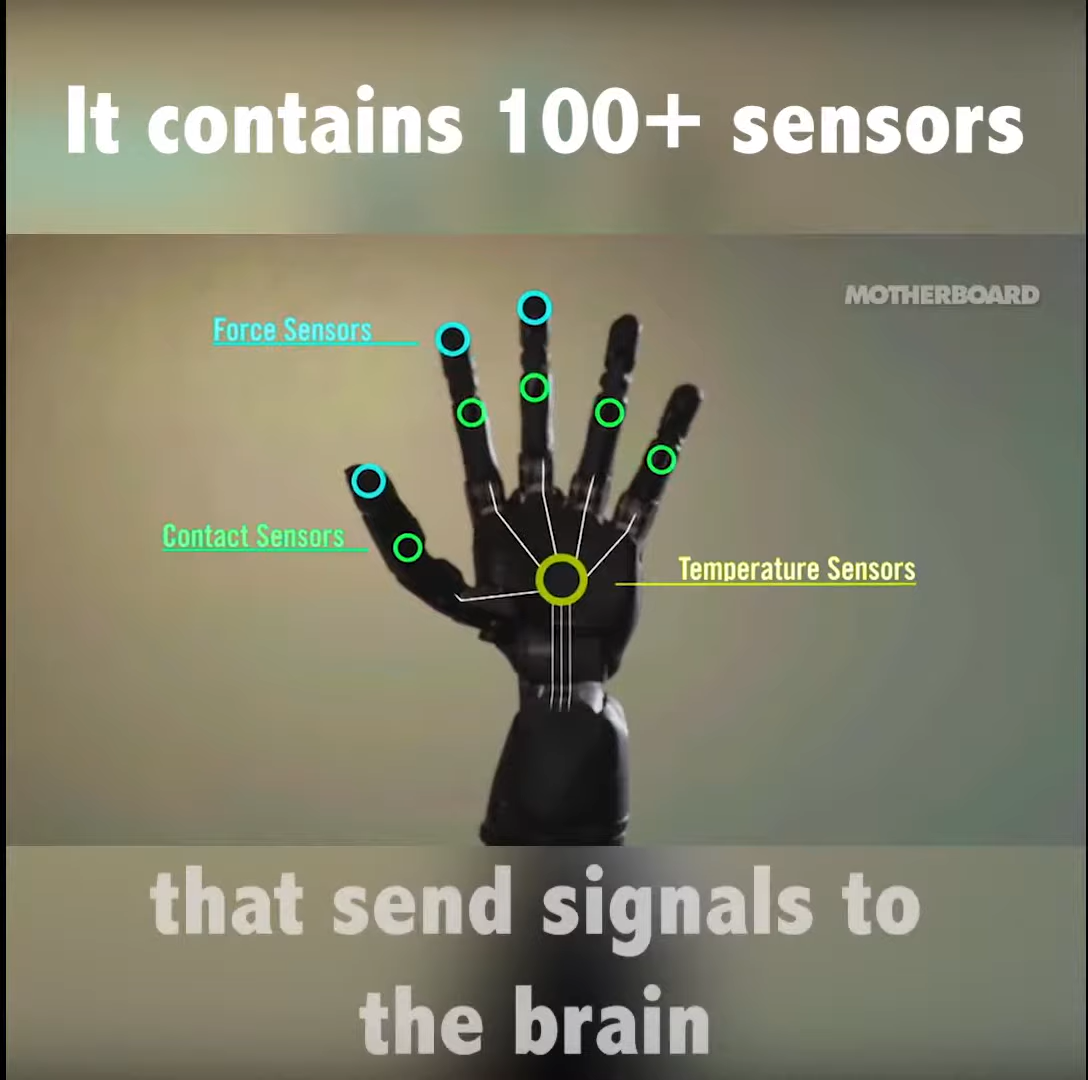 It contains 100+ sensors
MOTHERBOARD
Force Sensors
Contact Sensors
Temperature Sensors
that send signals to
the brain